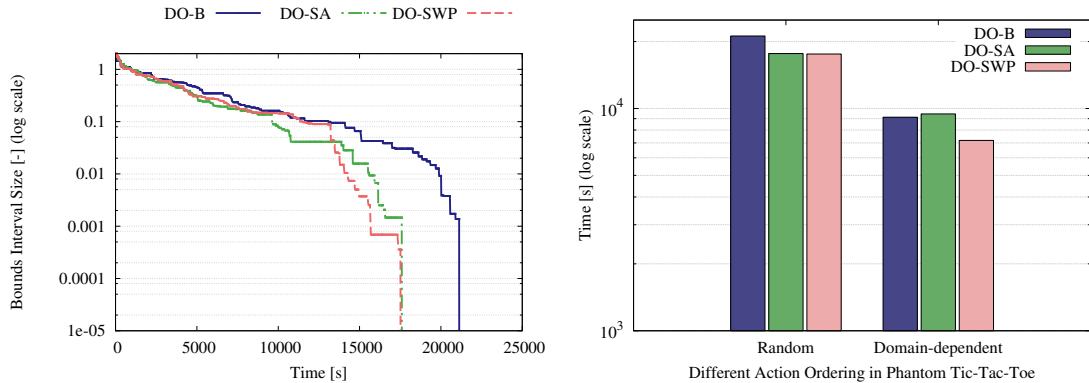 DO-B DO-SA DO-SWP
Bounds Interval Size [-] (log scale)
1
0.1
0.01
0.001
0.0001
1e-05
0 5000 10000 15000 20000 25000
Time [s]
Time [s] (log scale)
10^4
10^3
DO-B
DO-SA
DO-SWP
Random Domain-dependent
Different Action Ordering in Phantom Tic-Tac-Toe